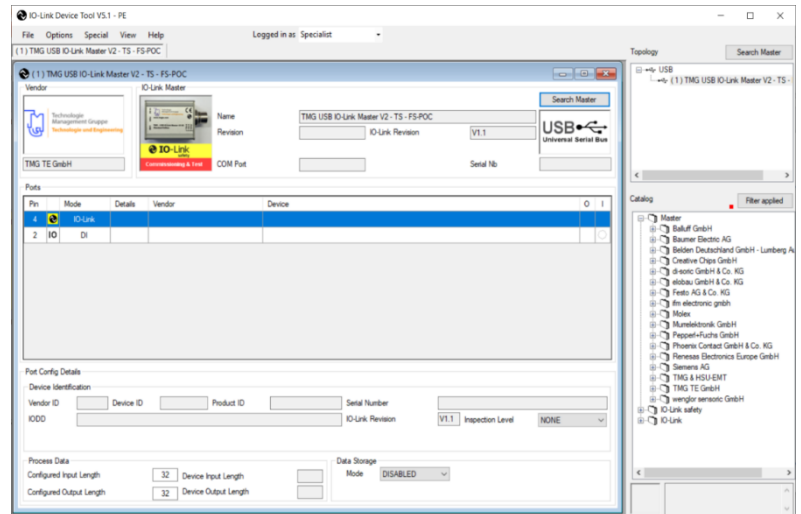 IO-Link Device Tool V5.1 - PE
File Options Special View Help Logged in as Specialist
(1) TMG USB IO-Link Master V2 - TS - FS-POC
Topology Search Master
(1) TMG USB IO-Link Master V2 - TS - FS-POC
Vendor IO-Link Master
Technologie
Management Gruppe
Technologie und Engineering
IO-Link
safety
Commissioning & Test
TMG TE GmbH
Search Master
Name TMG USB IO-Link Master V2 - TS - FS-POC
Revision IO-Link Revision V1.1
COM Port Serial Nb
USB
Universal Serial Bus
Ports
Pin Mode Details Vendor Device O I
4 IO-Link
2 IO DI
Port Config Details
Device Identification
Vendor ID Device ID Product ID Serial Number
IODD IO-Link Revision V1.1 Inspection Level NONE
Process Data Data Storage
Configured Input Length 32 Device Input Length Mode DISABLED
Configured Output Length 32 Device Output Length
USB
(1) TMG USB IO-Link Master V2 - TS -
Catalog Filter applied
Master
Balluff GmbH
Baumer Electric AG
Belden Deutschland GmbH - Lumberg Au
Creative Chips GmbH
di-soric GmbH & Co. KG
elobau GmbH & Co. KG
Festo AG & Co. KG
ifm electronic gmbh
Molex
Murrelektronik GmbH
Pepperl+Fuchs GmbH
Phoenix Contact GmbH & Co. KG
Renesas Electronics Europe GmbH
Siemens AG
TMG & HSU-EMT
TMG TE GmbH
wenglor sensoric GmbH
IO-Link safety
IO-Link